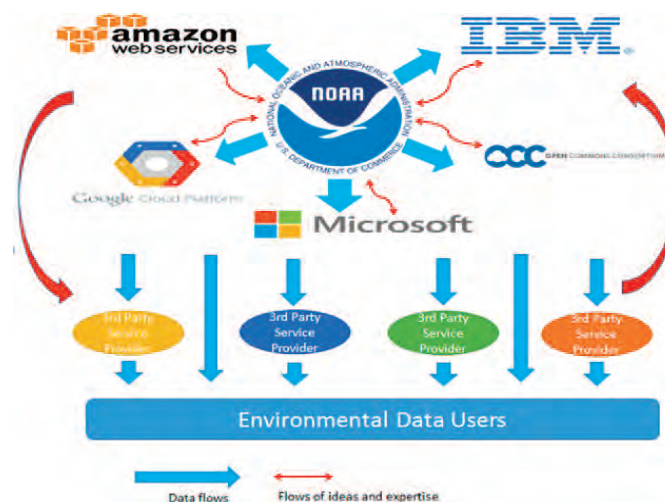 amazon
web services
IBM®
NATIONAL OCEANIC AND ATMOSPHERIC ADMINISTRATION
NOAA
U.S. DEPARTMENT OF COMMERCE
Google Cloud Platform
OCC OPEN COMMONS CONSORTIUM
Microsoft
3rd Party
Service
Provider
3rd Party
Service
Provider
3rd Party
Service
Provider
3rd Party
Service
Provider
Environmental Data Users
Data flows
Flows of ideas and expertise